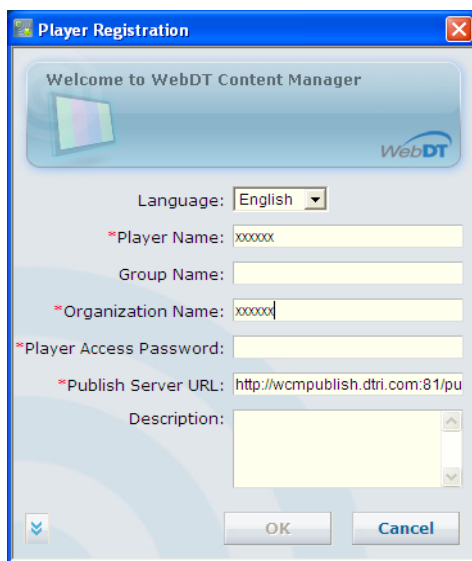 Player Registration
Welcome to WebDT Content Manager
WebDT
Language: English
*Player Name: xxxxxx
Group Name:
*Organization Name: xxxxxx
*Player Access Password:
*Publish Server URL: http://wcmpublish.dtri.com:81/pu
Description:
OK Cancel